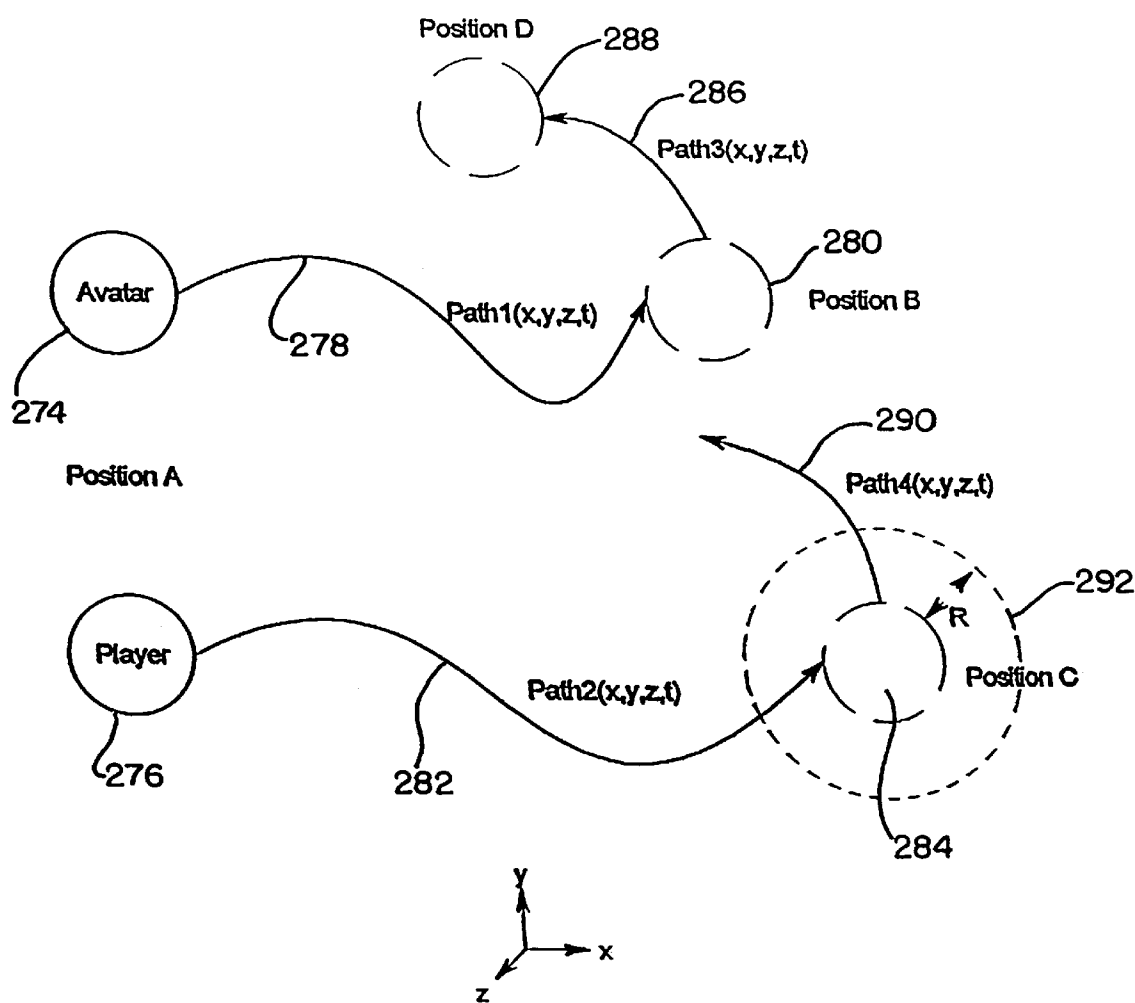 Position D
288
286
Path3(x,y,z,t)
280
Avatar
Position B
Path1(x,y,z,t)
278
274
290
Position A
Path4(x,y,z,t)
292
R
Player
Position C
Path2(x,y,z,t)
276
282
284
y
x
z